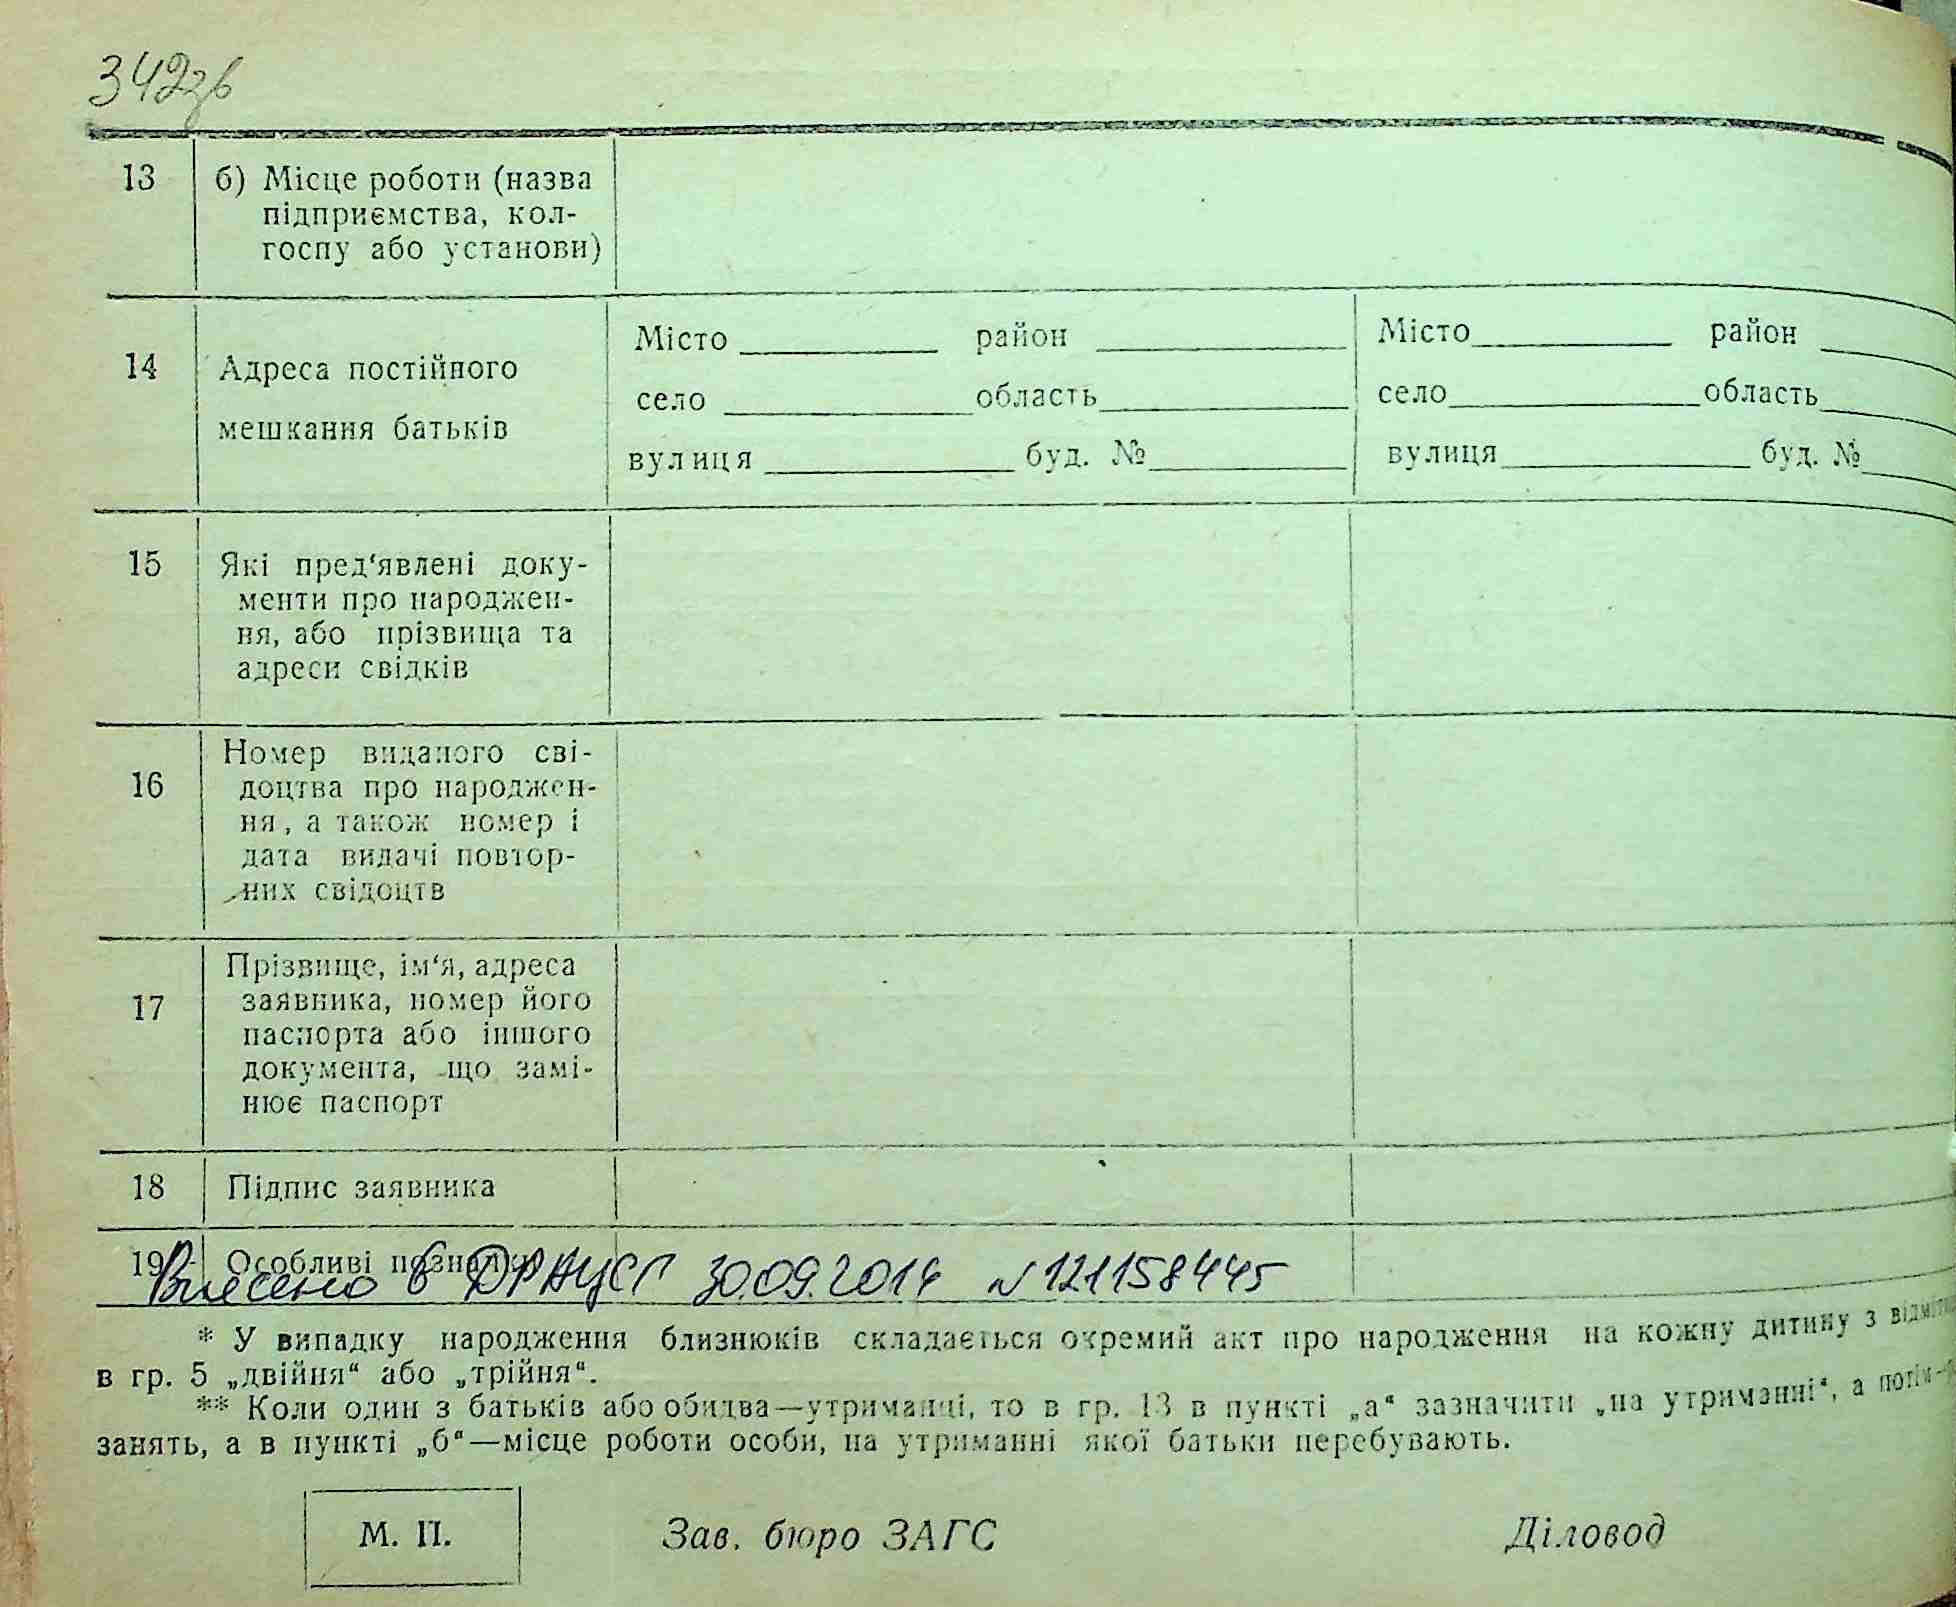 342зв
13 б) Місце роботи (назва
підприємства, кол-
госпу або установи)
14 Адреса постійного
мешкання батьків
Місто район
село область
вулиця буд. №
Місто район
село область
вулиця буд. №
15 Які пред‘явлені доку-
менти про народжен-
ня, або прізвища та
адреси свідків
16 Номер виданого сві-
доцтва про народжен-
ня, а також номер і
дата видачі повтор-
них свідоцтв
17 Прізвище, ім‘я, адреса
заявника, номер його
паспорта або іншого
документа, що замі-
нює паспорт
18 Підпис заявника
19 Особливі познач
Внесено в ДРАЦСГ 30.09.2014 №121158445
* У випадку народження близнюків складається окремий акт про народження на кожну дитину з
в гр. 5 „двійня“ або „трійня“.
** Коли один з батьків або обидва—утриманці, то в гр. 13 в пункті „а“ зазначити „на утриманні“, а потім—
занять, а в пункті „б“—місце роботи особи, на утриманні якої батьки перебувають.
М. П. Зав. бюро ЗАГС Діловод